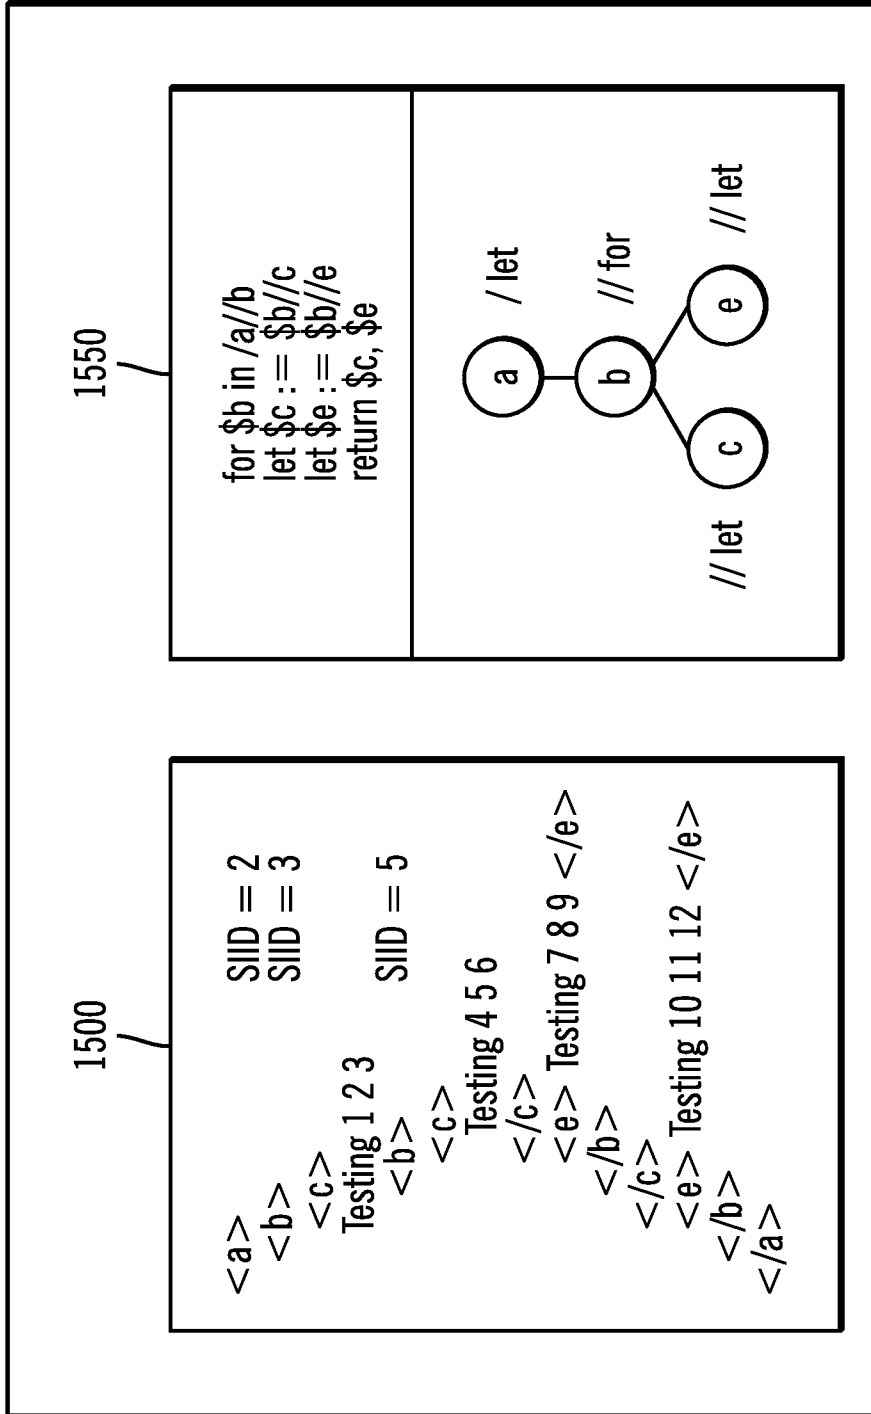 1500
<a> SIID = 2
<b> SIID = 3
<c>
Testing 1 2 3
<b> SIID = 5
<c>
Testing 4 5 6
</c>
<e> Testing 7 8 9 </e>
</b>
</c>
<e> Testing 10 11 12 </e>
</b>
</a>
1550
for $b in /a//b
let $c := $b//c
let $e := $b//e
return $c, $e
a / let
b // for
// let c e // let